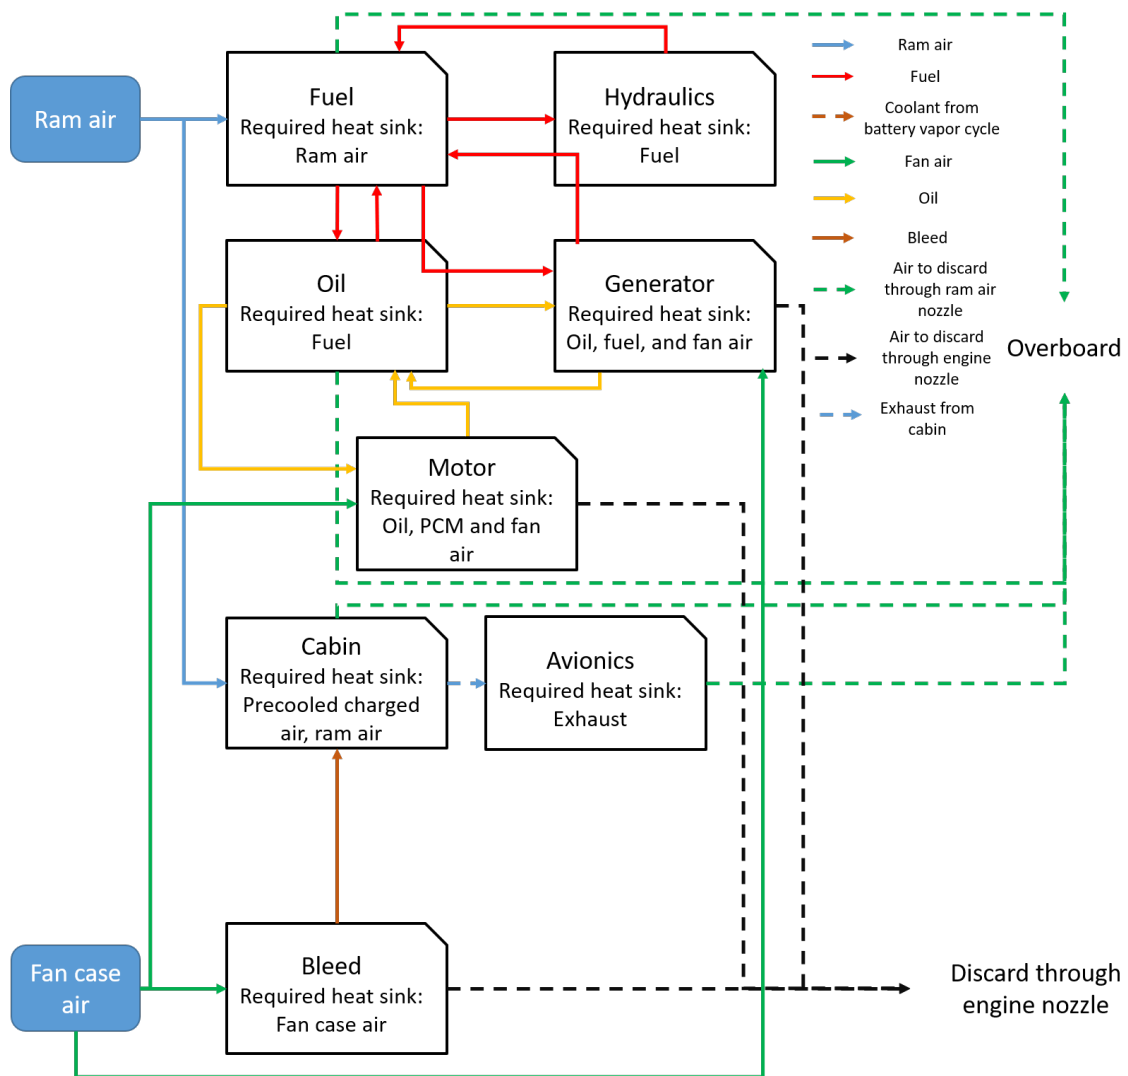 Ram air
Fuel
Required heat sink:
Ram air
Hydraulics
Required heat sink:
Fuel
Oil
Required heat sink:
Fuel
Generator
Required heat sink:
Oil, fuel, and fan air
Motor
Required heat sink:
Oil, PCM and fan
air
Cabin
Required heat sink:
Precooled charged
air, ram air
Avionics
Required heat sink:
Exhaust
Fan case
air
Bleed
Required heat sink:
Fan case air
Ram air
Fuel
Coolant from
battery vapor cycle
Fan air
Oil
Bleed
Air to discard
through ram air
nozzle
Air to discard
through engine
nozzle
Exhaust from
cabin
Overboard
Discard through
engine nozzle